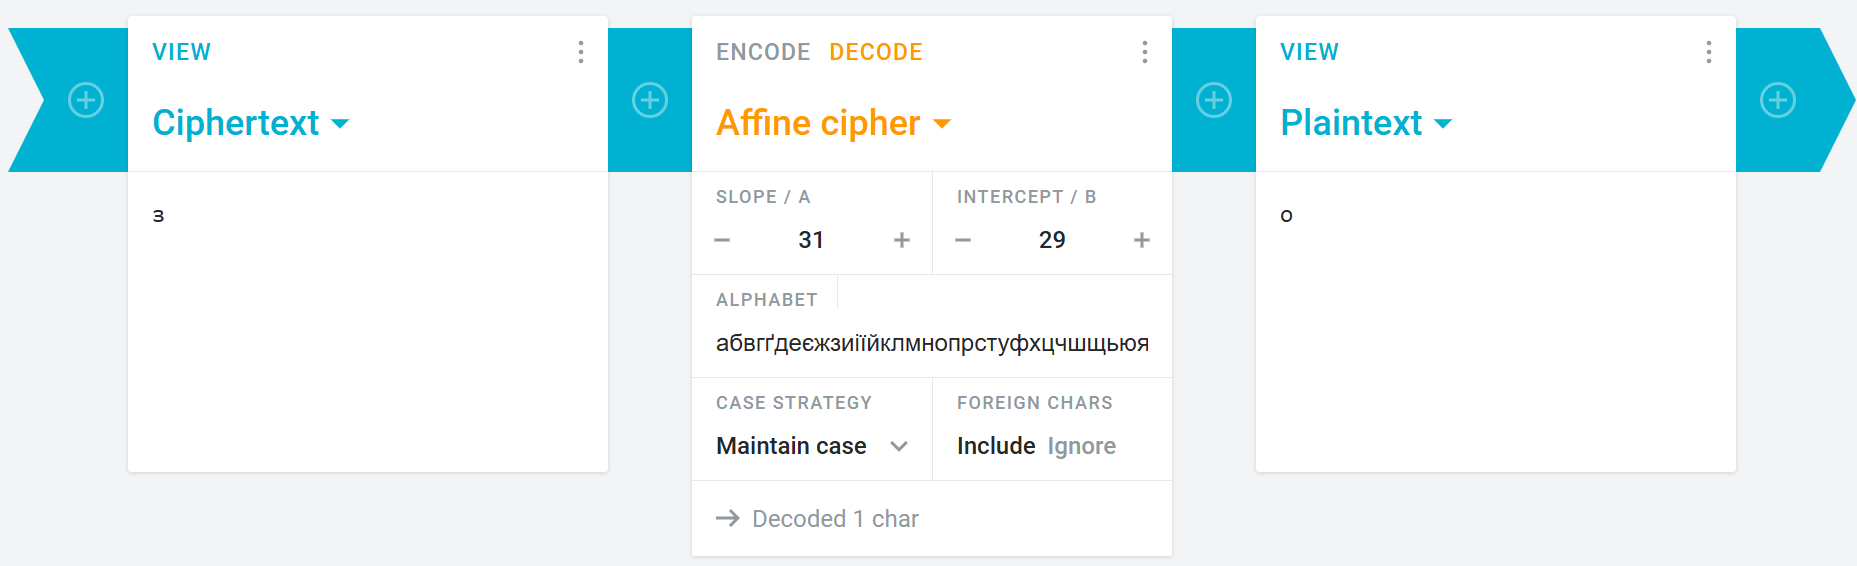 VIEW
Ciphertext
з
ENCODE DECODE
Affine cipher
SLOPE / A
31
INTERCEPT / B
29
ALPHABET
абвгґдеєжзиіїйклмнопрстуфхцчшщьюя
CASE STRATEGY
Maintain case
FOREIGN CHARS
Include Ignore
Decoded 1 char
VIEW
Plaintext
о